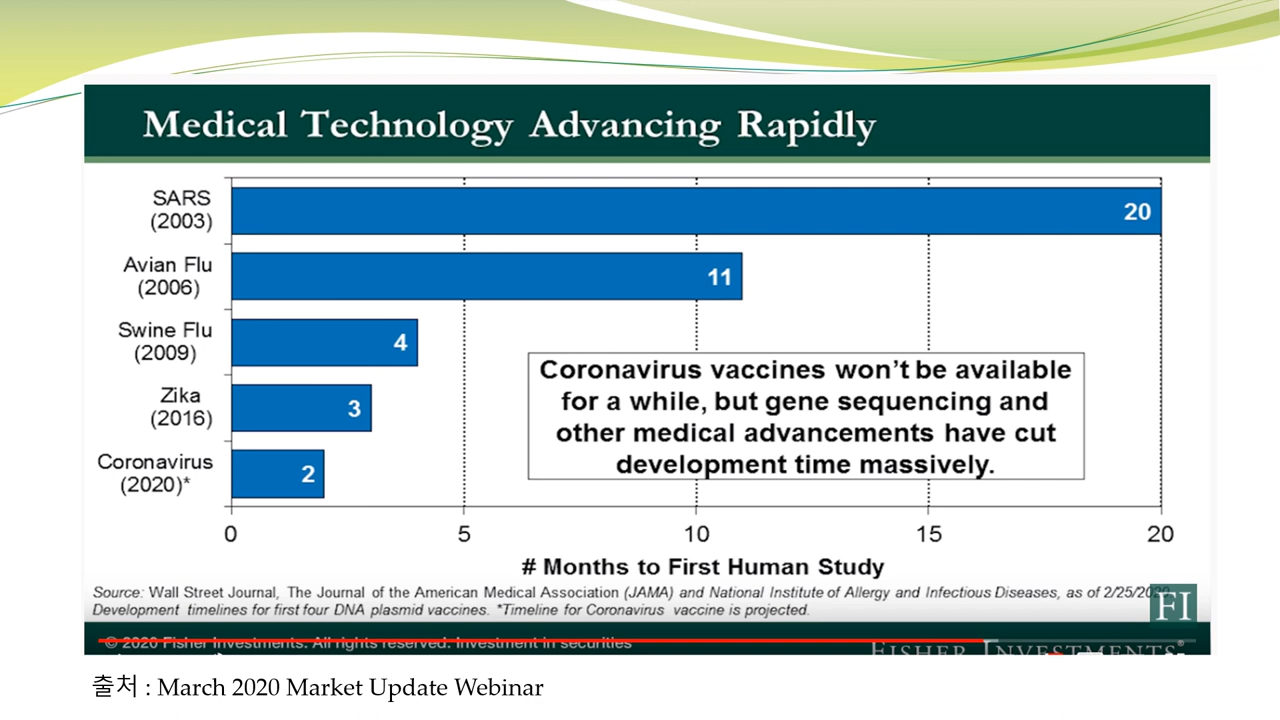 Medical Technology Advancing Rapidly
SARS
(2003)
20
Avian Flu
(2006)
11
Swine Flu
(2009)
4
Zika
(2016)
3
Coronavirus
(2020)*
2
Coronavirus vaccines won't be available
for a while, but gene sequencing and
other medical advancements have cut
development time massively.
0 5 10 15 20
# Months to First Human Study
Source: Wall Street Journal, The Journal of the American Medical Association (JAMA) and National Institute of Allergy and Infectious Diseases, as of 2/25/2020.
Development timelines for first four DNA plasmid vaccines. *Timeline for Coronavirus vaccine is projected.
FI
© 2020 Fisher Investments. All rights reserved. Investment in securities
FISHER INVESTMENTS®
출처 : March 2020 Market Update Webinar